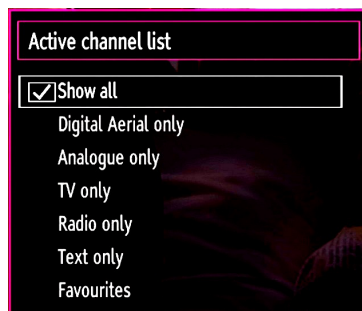 Active channel list
Show all
Digital Aerial only
Analogue only
TV only
Radio only
Text only
Favourites